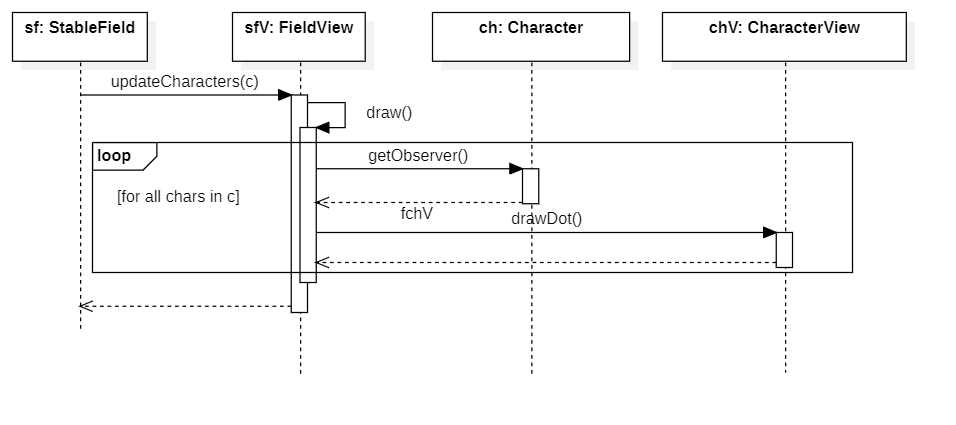 sf: StableField
sfV: FieldView
ch: Character
chV: CharacterView
updateCharacters(c)
draw()
loop
getObserver()
[for all chars in c]
fchV
drawDot()